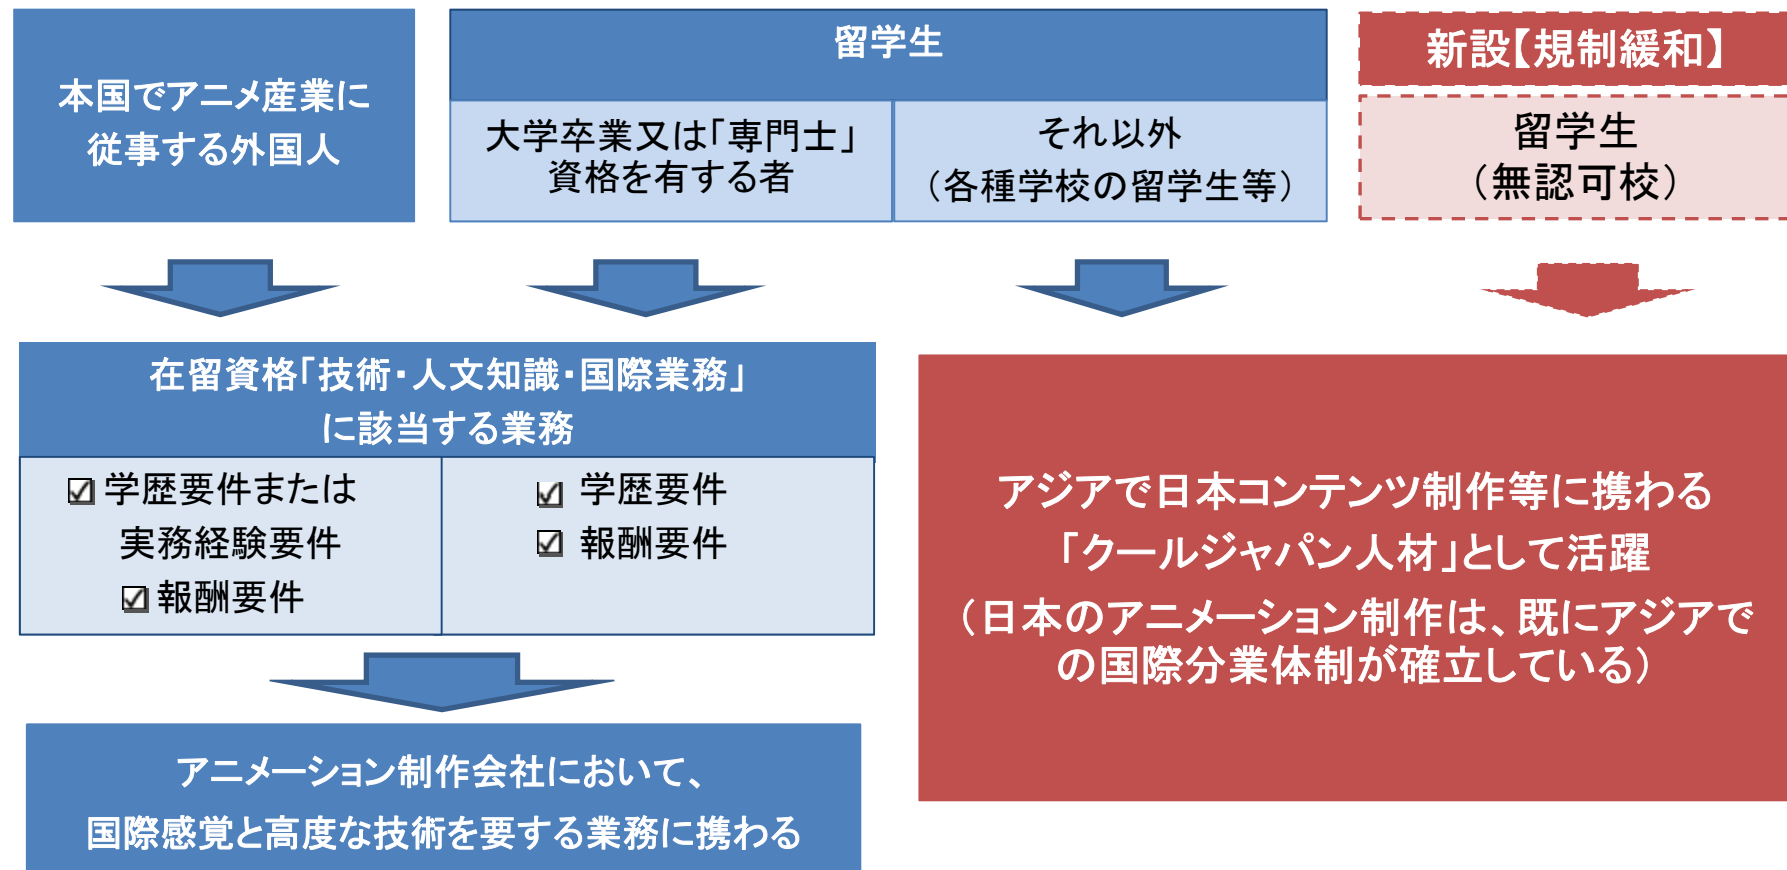 本国でアニメ産業に
従事する外国人
留学生
大学卒業又は「専門士」
資格を有する者
それ以外
（各種学校の留学生等）
新設【規制緩和】
留学生
（無認可校）
在留資格「技術・人文知識・国際業務」
に該当する業務
☑ 学歴要件または
実務経験要件
☑ 報酬要件
☑ 学歴要件
☑ 報酬要件
アニメーション制作会社において、
国際感覚と高度な技術を要する業務に携わる
アジアで日本コンテンツ制作等に携わる
「クールジャパン人材」として活躍
（日本のアニメーション制作は、既にアジアで
の国際分業体制が確立している）